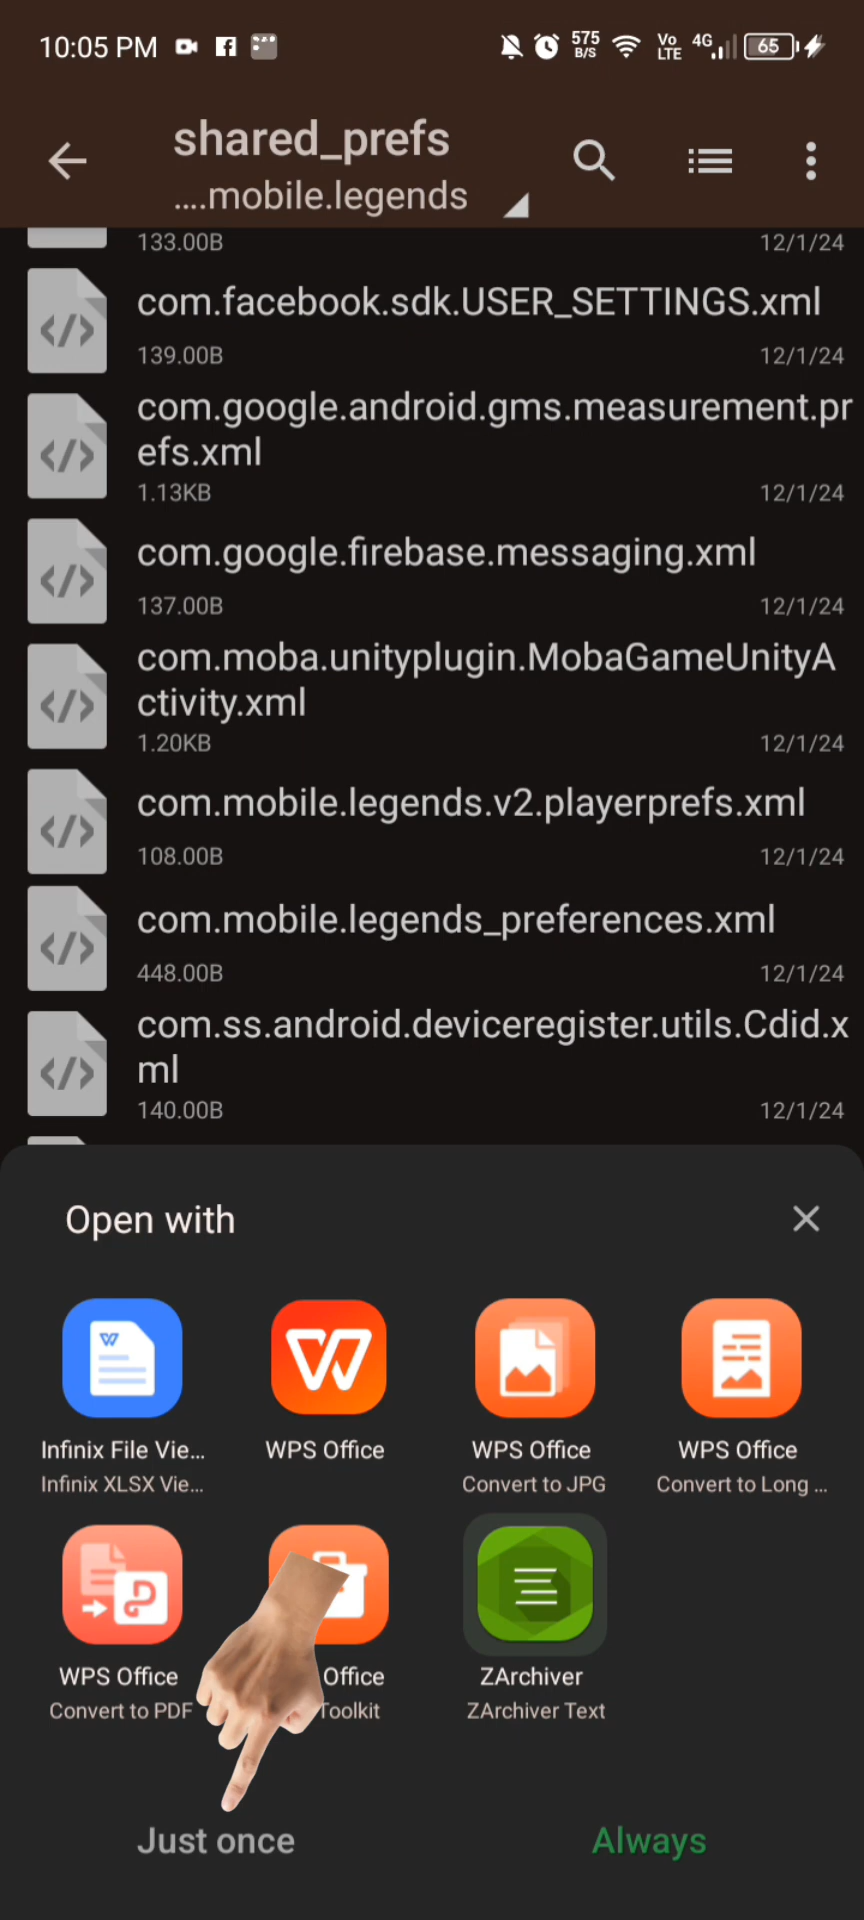 10:05 PM
575
B/S
Vo
LTE
4G
65
shared_prefs
....mobile.legends
133.00B 12/1/24
com.facebook.sdk.USER_SETTINGS.xml
139.00B 12/1/24
com.google.android.gms.measurement.pr
efs.xml
1.13KB 12/1/24
com.google.firebase.messaging.xml
137.00B 12/1/24
com.moba.unityplugin.MobaGameUnityA
ctivity.xml
1.20KB 12/1/24
com.mobile.legends.v2.playerprefs.xml
108.00B 12/1/24
com.mobile.legends_preferences.xml
448.00B 12/1/24
com.ss.android.deviceregister.utils.Cdid.x
ml
140.00B 12/1/24
Open with
Infinix File Vie... WPS Office WPS Office WPS Office
Infinix XLSX Vie... Convert to JPG Convert to Long ...
WPS Office Office ZArchiver
Convert to PDF Toolkit ZArchiver Text
Just once Always